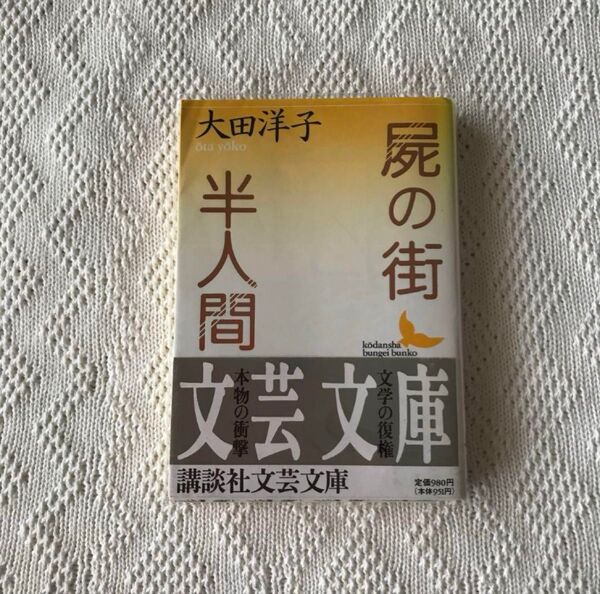 大田洋子
ōta yōko
屍の街
半人間
kōdansha
bungei bunko
文芸文庫
文学の復権
本物の衝撃
講談社文芸文庫
定価980円
（本体951円）